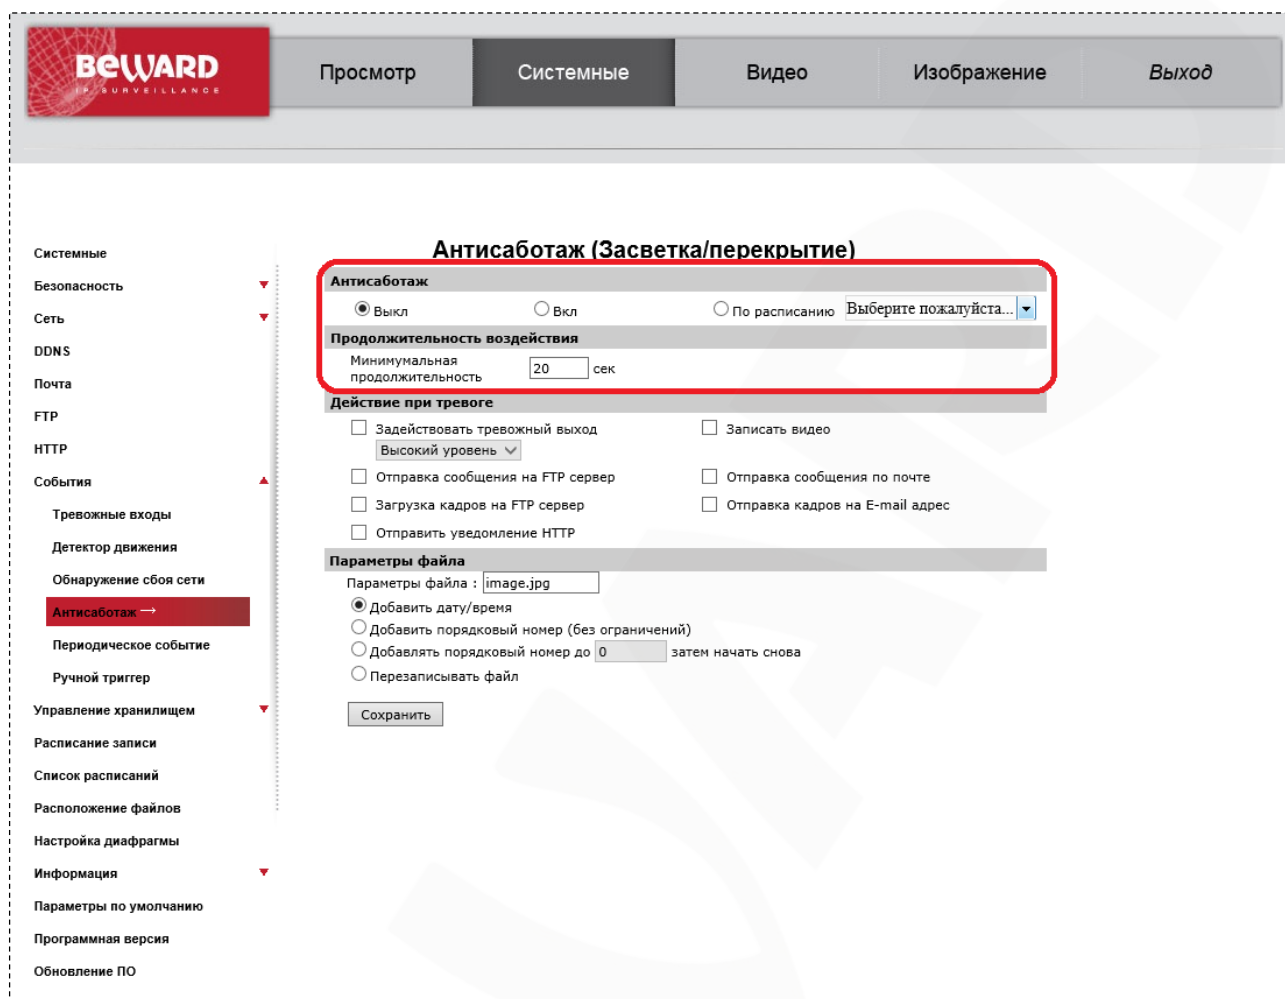 BEWARD
IP SURVEILLANCE
Просмотр
Системные
Видео
Изображение
Выход
Системные
Безопасность
Сеть
DDNS
Почта
FTP
HTTP
События
Тревожные входы
Детектор движения
Обнаружение сбоя сети
Антисаботаж →
Периодическое событие
Ручной триггер
Управление хранилищем
Расписание записи
Список расписаний
Расположение файлов
Настройка диафрагмы
Информация
Параметры по умолчанию
Программная версия
Обновление ПО
Антисаботаж (Засветка/перекрытие)
Антисаботаж
Выкл
Вкл
По расписанию
Выберите пожалуйста...
Продолжительность воздействия
Минимумальная
продолжительность
20 сек
Действие при тревоге
Задействовать тревожный выход
Записать видео
Высокий уровень
Отправка сообщения на FTP сервер
Отправка сообщения по почте
Загрузка кадров на FTP сервер
Отправка кадров на E-mail адрес
Отправить уведомление HTTP
Параметры файла
Параметры файла : image.jpg
Добавить дату/время
Добавить порядковый номер (без ограничений)
Добавлять порядковый номер до 0 затем начать снова
Перезаписывать файл
Сохранить